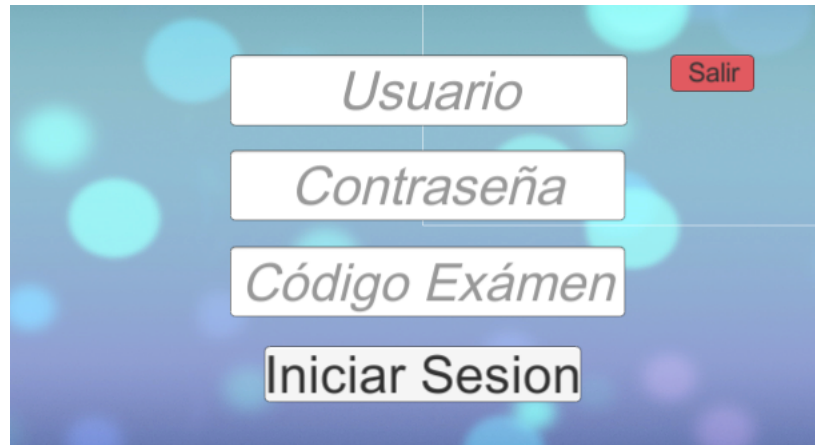 Usuario
Salir
Contraseña
Código Exámen
Iniciar Sesion